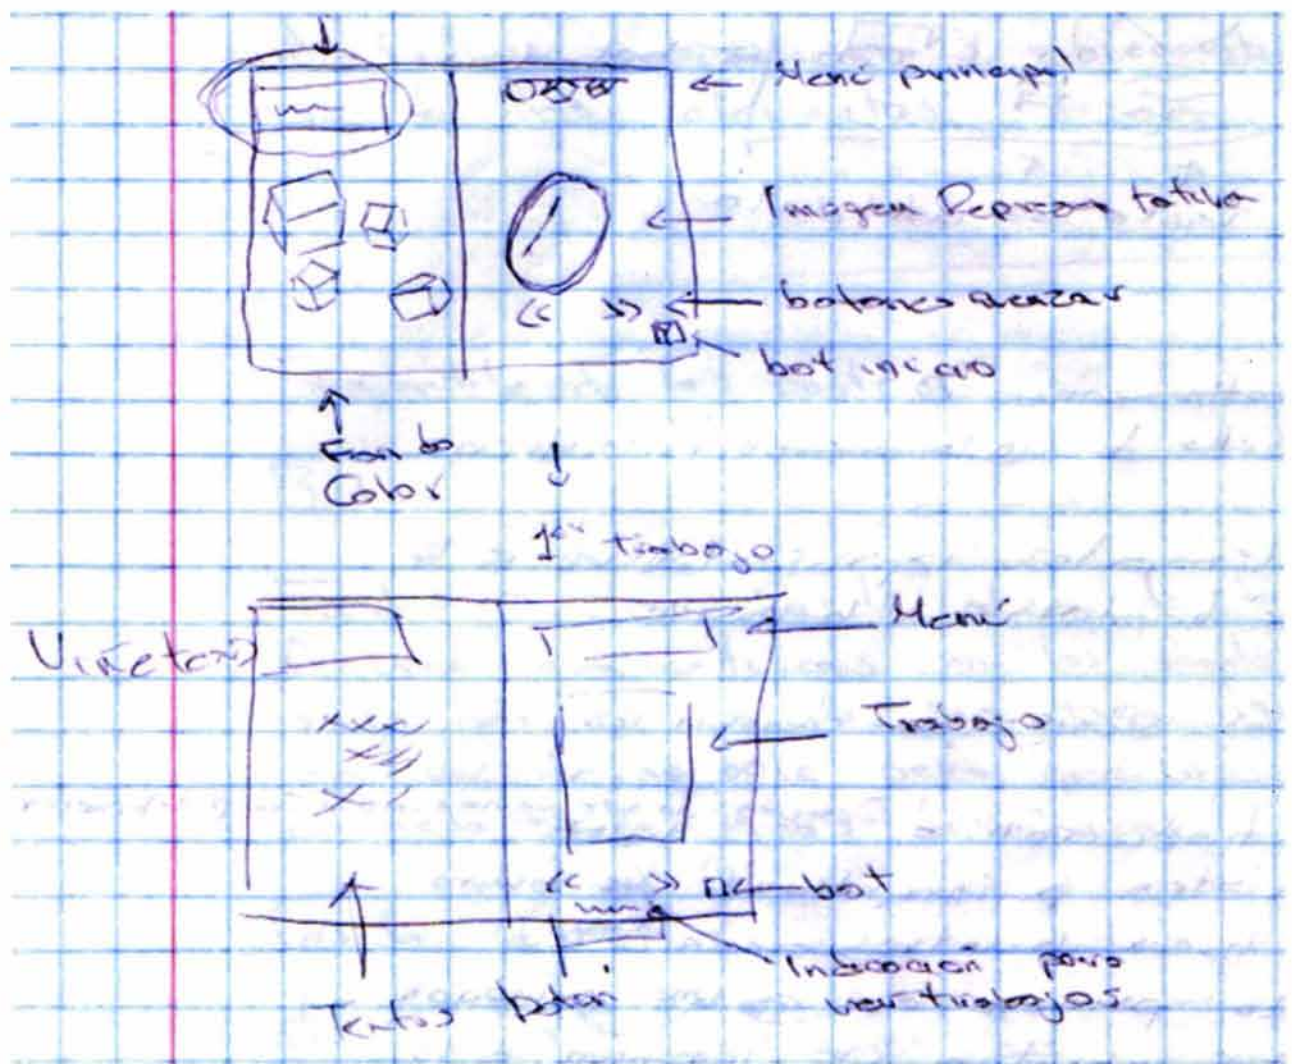 Menú principal
Imagen Representativa
botones avanzar
bot inicio
Fondo
Color
1er trabajo
Viñetas
Menú
Trabajo
bot
Indicación para
ver trabajos
Textos
botón